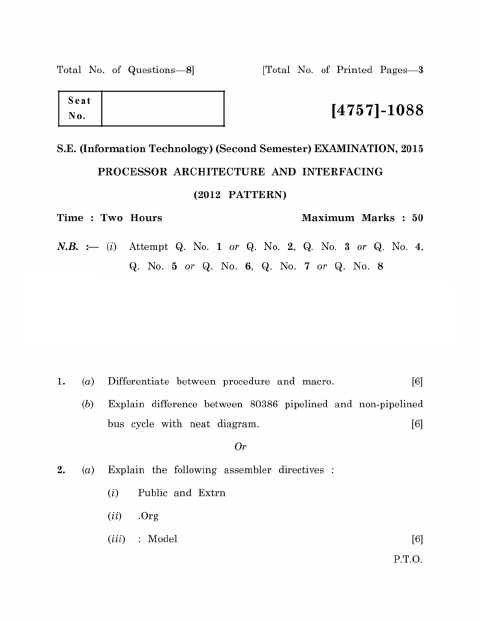 Total No. of Questions—8]
[Total No. of Printed Pages—3
Seat
No.
[4757]-1088
S.E. (Information Technology) (Second Semester) EXAMINATION, 2015
PROCESSOR ARCHITECTURE AND INTERFACING
(2012 PATTERN)
Time : Two Hours
Maximum Marks : 50
N.B. :— (i) Attempt Q. No. 1 or Q. No. 2, Q. No. 3 or Q. No. 4,
Q. No. 5 or Q. No. 6, Q. No. 7 or Q. No. 8
1. (a) Differentiate between procedure and macro. [6]
(b) Explain difference between 80386 pipelined and non-pipelined
bus cycle with neat diagram. [6]
Or
2. (a) Explain the following assembler directives :
(i) Public and Extrn
(ii) .Org
(iii) : Model [6]
P.T.O.